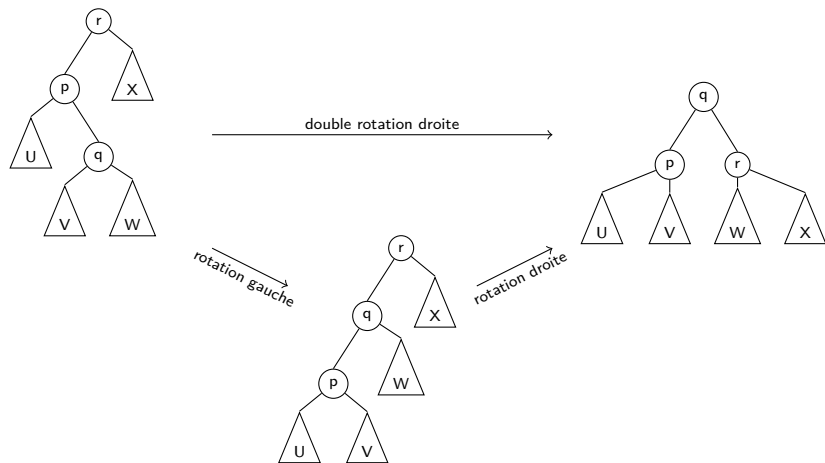 r
p
X
U
q
V
W
double rotation droite
q
p
r
U
V
W
X
rotation gauche
rotation droite
r
q
X
p
W
U
V